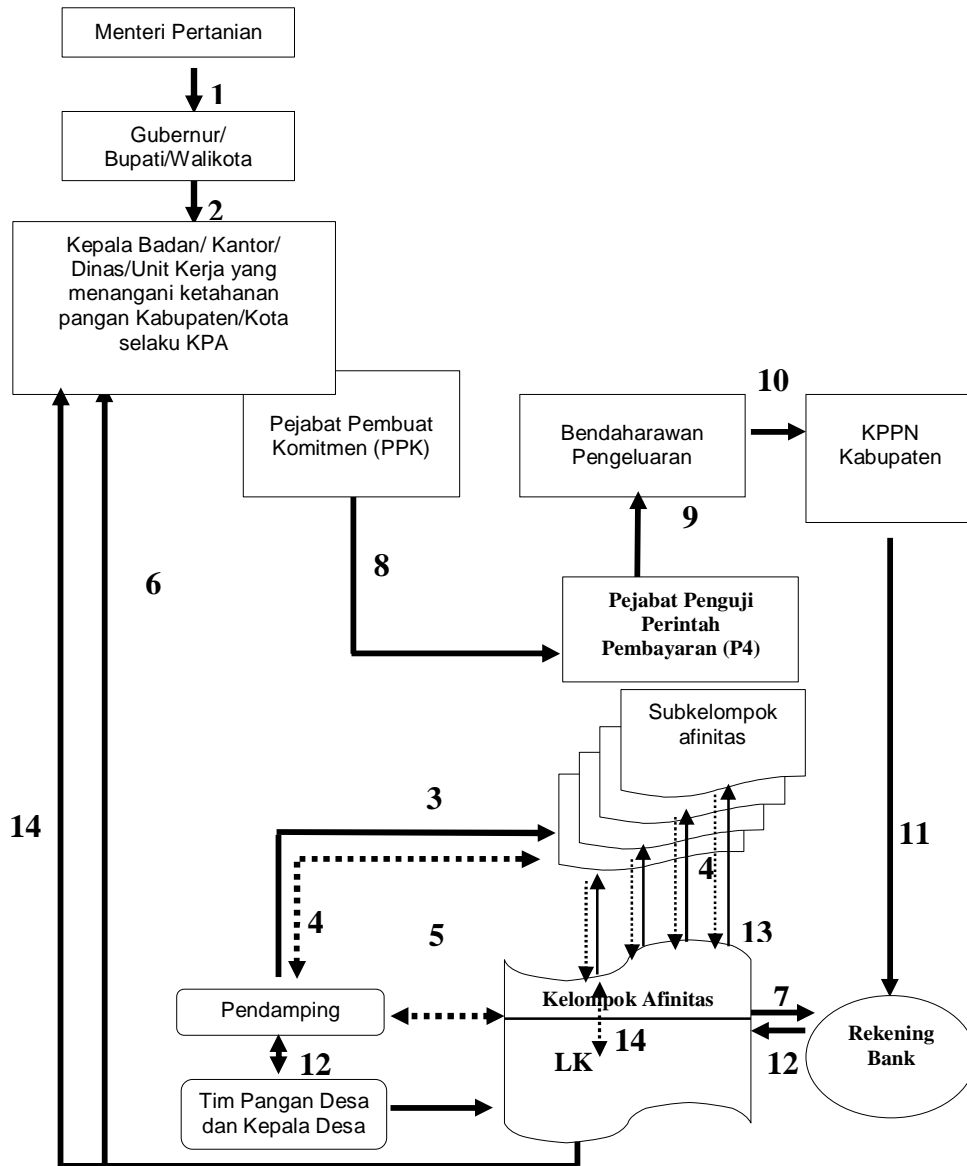 Menteri Pertanian
1
Gubernur/
Bupati/Walikota
2
Kepala Badan/ Kantor/
Dinas/Unit Kerja yang
menangani ketahanan
pangan Kabupaten/Kota
selaku KPA
Pejabat Pembuat
Komitmen (PPK)
Bendaharawan
Pengeluaran
10
KPPN
Kabupaten
9
8
6
Pejabat Penguji
Perintah
Pembayaran (P4)
Subkelompok
afinitas
3
14
11
4
4
5
13
Pendamping
Kelompok Afinitas
7
14
12
LK
12
Rekening
Bank
Tim Pangan Desa
dan Kepala Desa